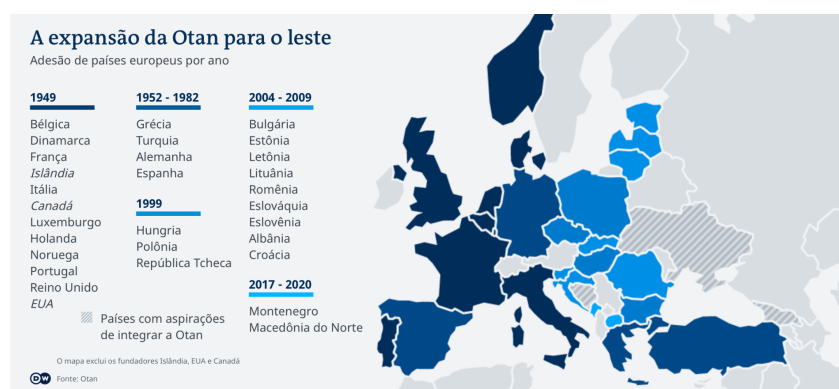 A expansão da Otan para o leste
Adesão de países europeus por ano
1949
Bélgica
Dinamarca
França
Islândia
Itália
Canadá
Luxemburgo
Holanda
Noruega
Portugal
Reino Unido
EUA
1952 - 1982
Grécia
Turquia
Alemanha
Espanha
1999
Hungria
Polônia
República Tcheca
2004 - 2009
Bulgária
Estônia
Letônia
Lituânia
Romênia
Eslováquia
Eslovênia
Albânia
Croácia
2017 - 2020
Montenegro
Macedônia do Norte
Países com aspirações
de integrar a Otan
O mapa exclui os fundadores Islândia, EUA e Canadá
DW Fonte: Otan